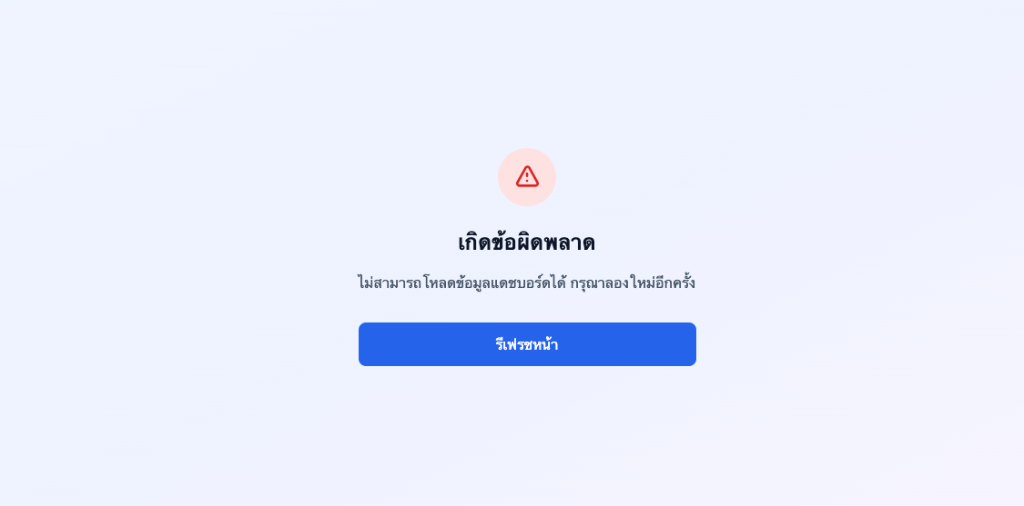 เกิดข้อผิดพลาด
ไม่สามารถโหลดข้อมูลแดชบอร์ดได้ กรุณาลองใหม่อีกครั้ง
รีเฟรชหน้า